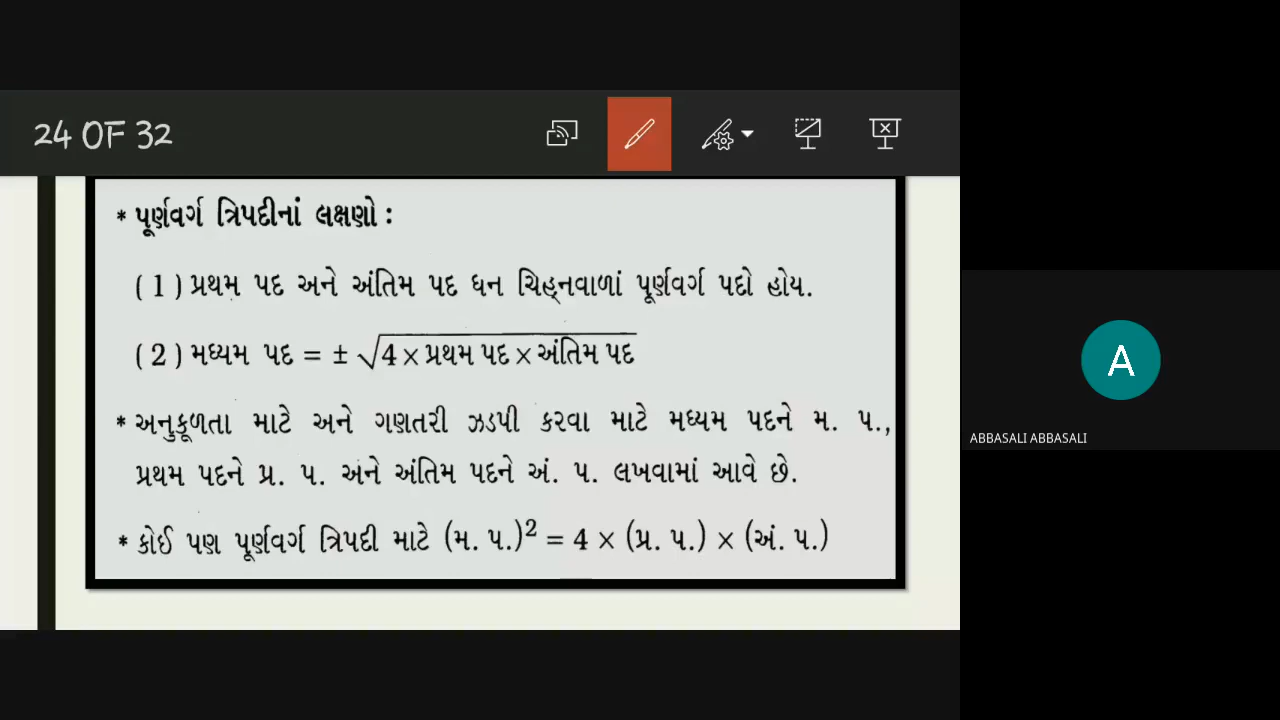 24 OF 32
* પૂર્ણવર્ગ ત્રિપદીનાં લક્ષણો :
( 1 ) પ્રથમ પદ અને અંતિમ પદ ધન ચિહ્નવાળાં પૂર્ણવર્ગ પદો હોય.
( 2 ) મધ્યમ પદ = ± √4 × પ્રથમ પદ × અંતિમ પદ
* અનુકૂળતા માટે અને ગણતરી ઝડપી કરવા માટે મધ્યમ પદને મ. પ.,
પ્રથમ પદને પ્ર. પ. અને અંતિમ પદને અં. પ. લખવામાં આવે છે.
* કોઈ પણ પૂર્ણવર્ગ ત્રિપદી માટે (મ. પ.)² = 4 × (પ્ર. પ.) × (અં. પ.)
A
ABBASALI ABBASALI